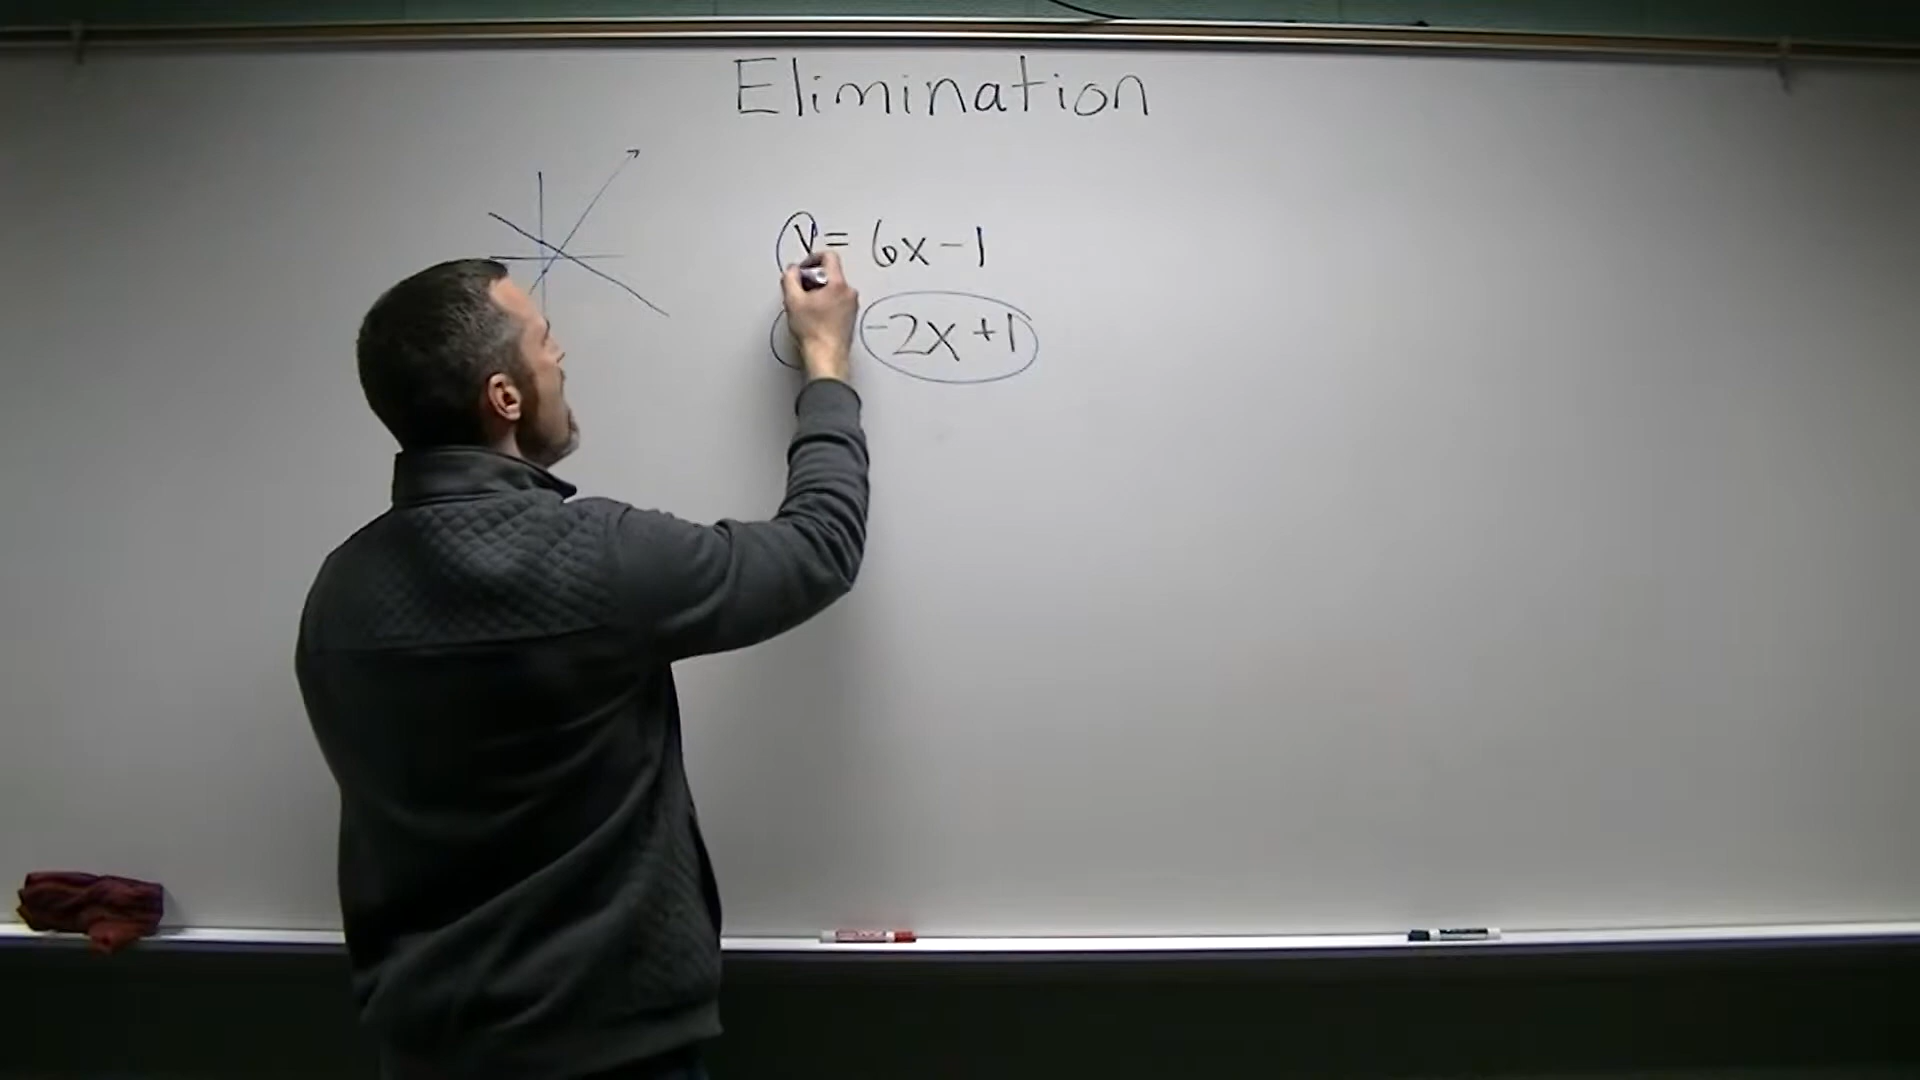 Elimination
y = 6x - 1
-2x + 1